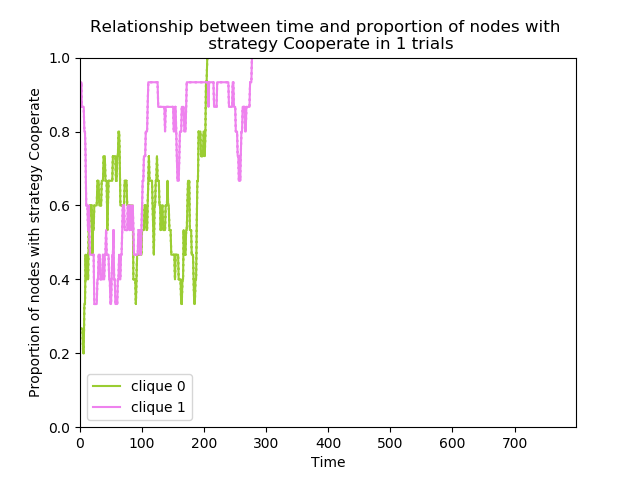 Relationship between time and proportion of nodes with
strategy Cooperate in 1 trials
Proportion of nodes with strategy Cooperate
1.0
0.8
0.6
0.4
0.2
0.0
clique 0
clique 1
0 100 200 300 400 500 600 700
Time